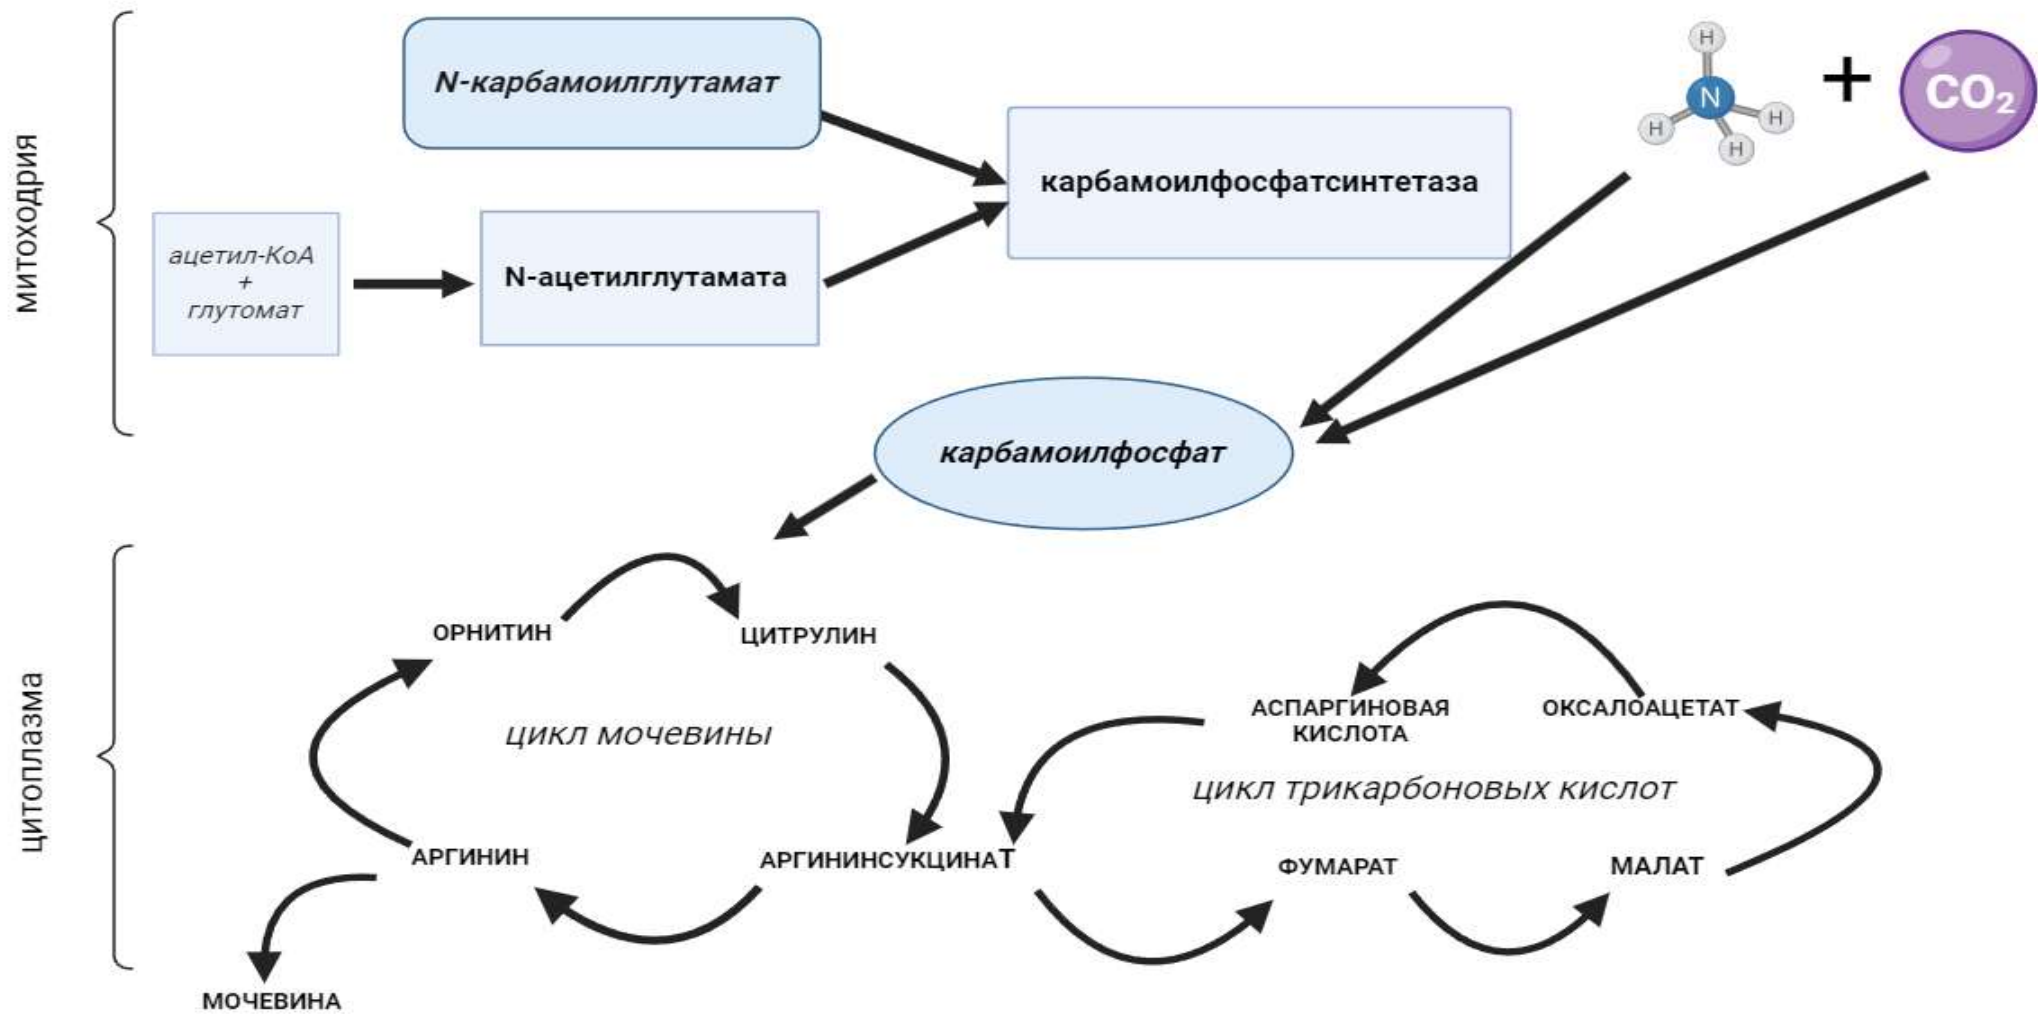 митоходрия
N-карбамоилглутамат
карбамоилфосфатсинтетаза
H
N
H
H
H
+
CO₂
ацетил-КоА
+
глутомат
N-ацетилглутамата
карбамоилфосфат
цитоплазма
ОРНИТИН
ЦИТРУЛИН
цикл мочевины
АРГИНИН
АРГИНИНСУКЦИНАТ
МОЧЕВИНА
АСПАРГИНОВАЯ
КИСЛОТА
ОКСАЛОАЦЕТАТ
цикл трикарбоновых кислот
ФУМАРАТ
МАЛАТ